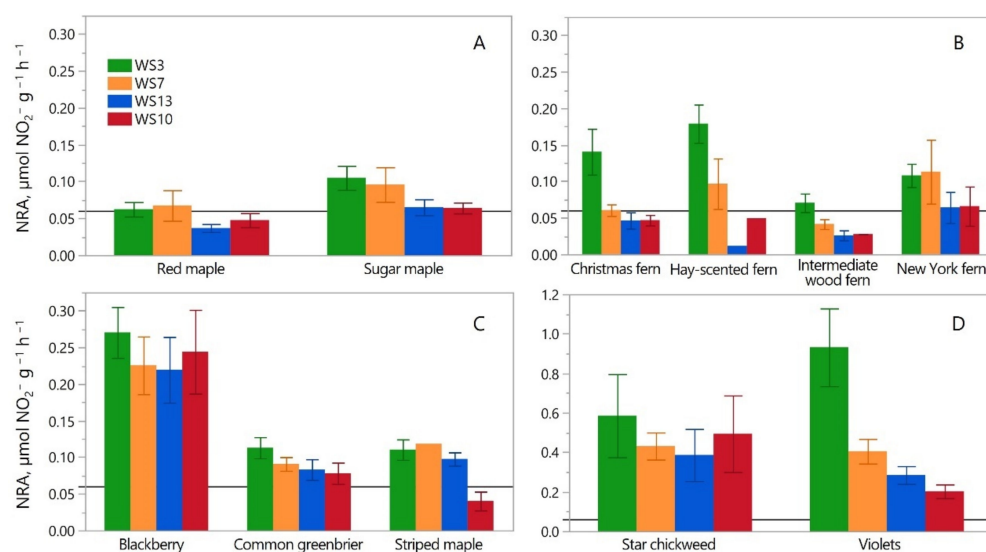 A
NRA, μmol NO₂⁻ g⁻¹ h⁻¹
0.30
0.25
0.20
0.15
0.10
0.05
0.00
WS3
WS7
WS13
WS10
Red maple
Sugar maple
B
0.30
0.25
0.20
0.15
0.10
0.05
0.00
Christmas fern
Hay-scented fern
Intermediate
wood fern
New York fern
C
NRA, μmol NO₂⁻ g⁻¹ h⁻¹
0.30
0.25
0.20
0.15
0.10
0.05
0.00
Blackberry
Common greenbrier
Striped maple
D
1.2
1.0
0.8
0.6
0.4
0.2
0.0
Star chickweed
Violets